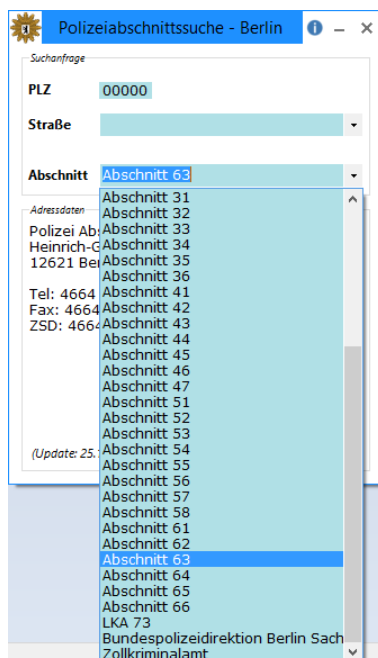 Polizeiabschnittssuche - Berlin
Suchanfrage
PLZ 00000
Straße
Abschnitt Abschnitt 63
Adressdaten
Polizei
Heinrich-G
12621
Tel: 4664
Fax: 4664
ZSD: 4664
(Update: 25.
Abschnitt 31
Abschnitt 32
Abschnitt 33
Abschnitt 34
Abschnitt 35
Abschnitt 36
Abschnitt 41
Abschnitt 42
Abschnitt 43
Abschnitt 44
Abschnitt 45
Abschnitt 46
Abschnitt 47
Abschnitt 51
Abschnitt 52
Abschnitt 53
Abschnitt 54
Abschnitt 55
Abschnitt 56
Abschnitt 57
Abschnitt 58
Abschnitt 61
Abschnitt 62
Abschnitt 63
Abschnitt 64
Abschnitt 65
Abschnitt 66
LKA 73
Bundespolizeidirektion Berlin Sach
Zollkriminalamt